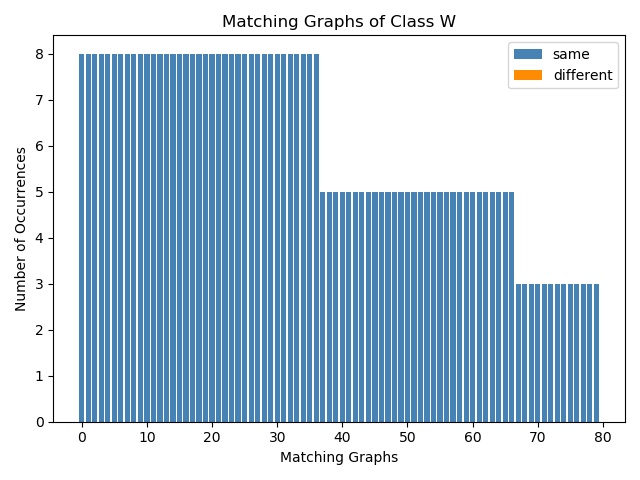 Matching Graphs of Class W
same
different
Number of Occurrences
8
7
6
5
4
3
2
1
0
0 10 20 30 40 50 60 70 80
Matching Graphs